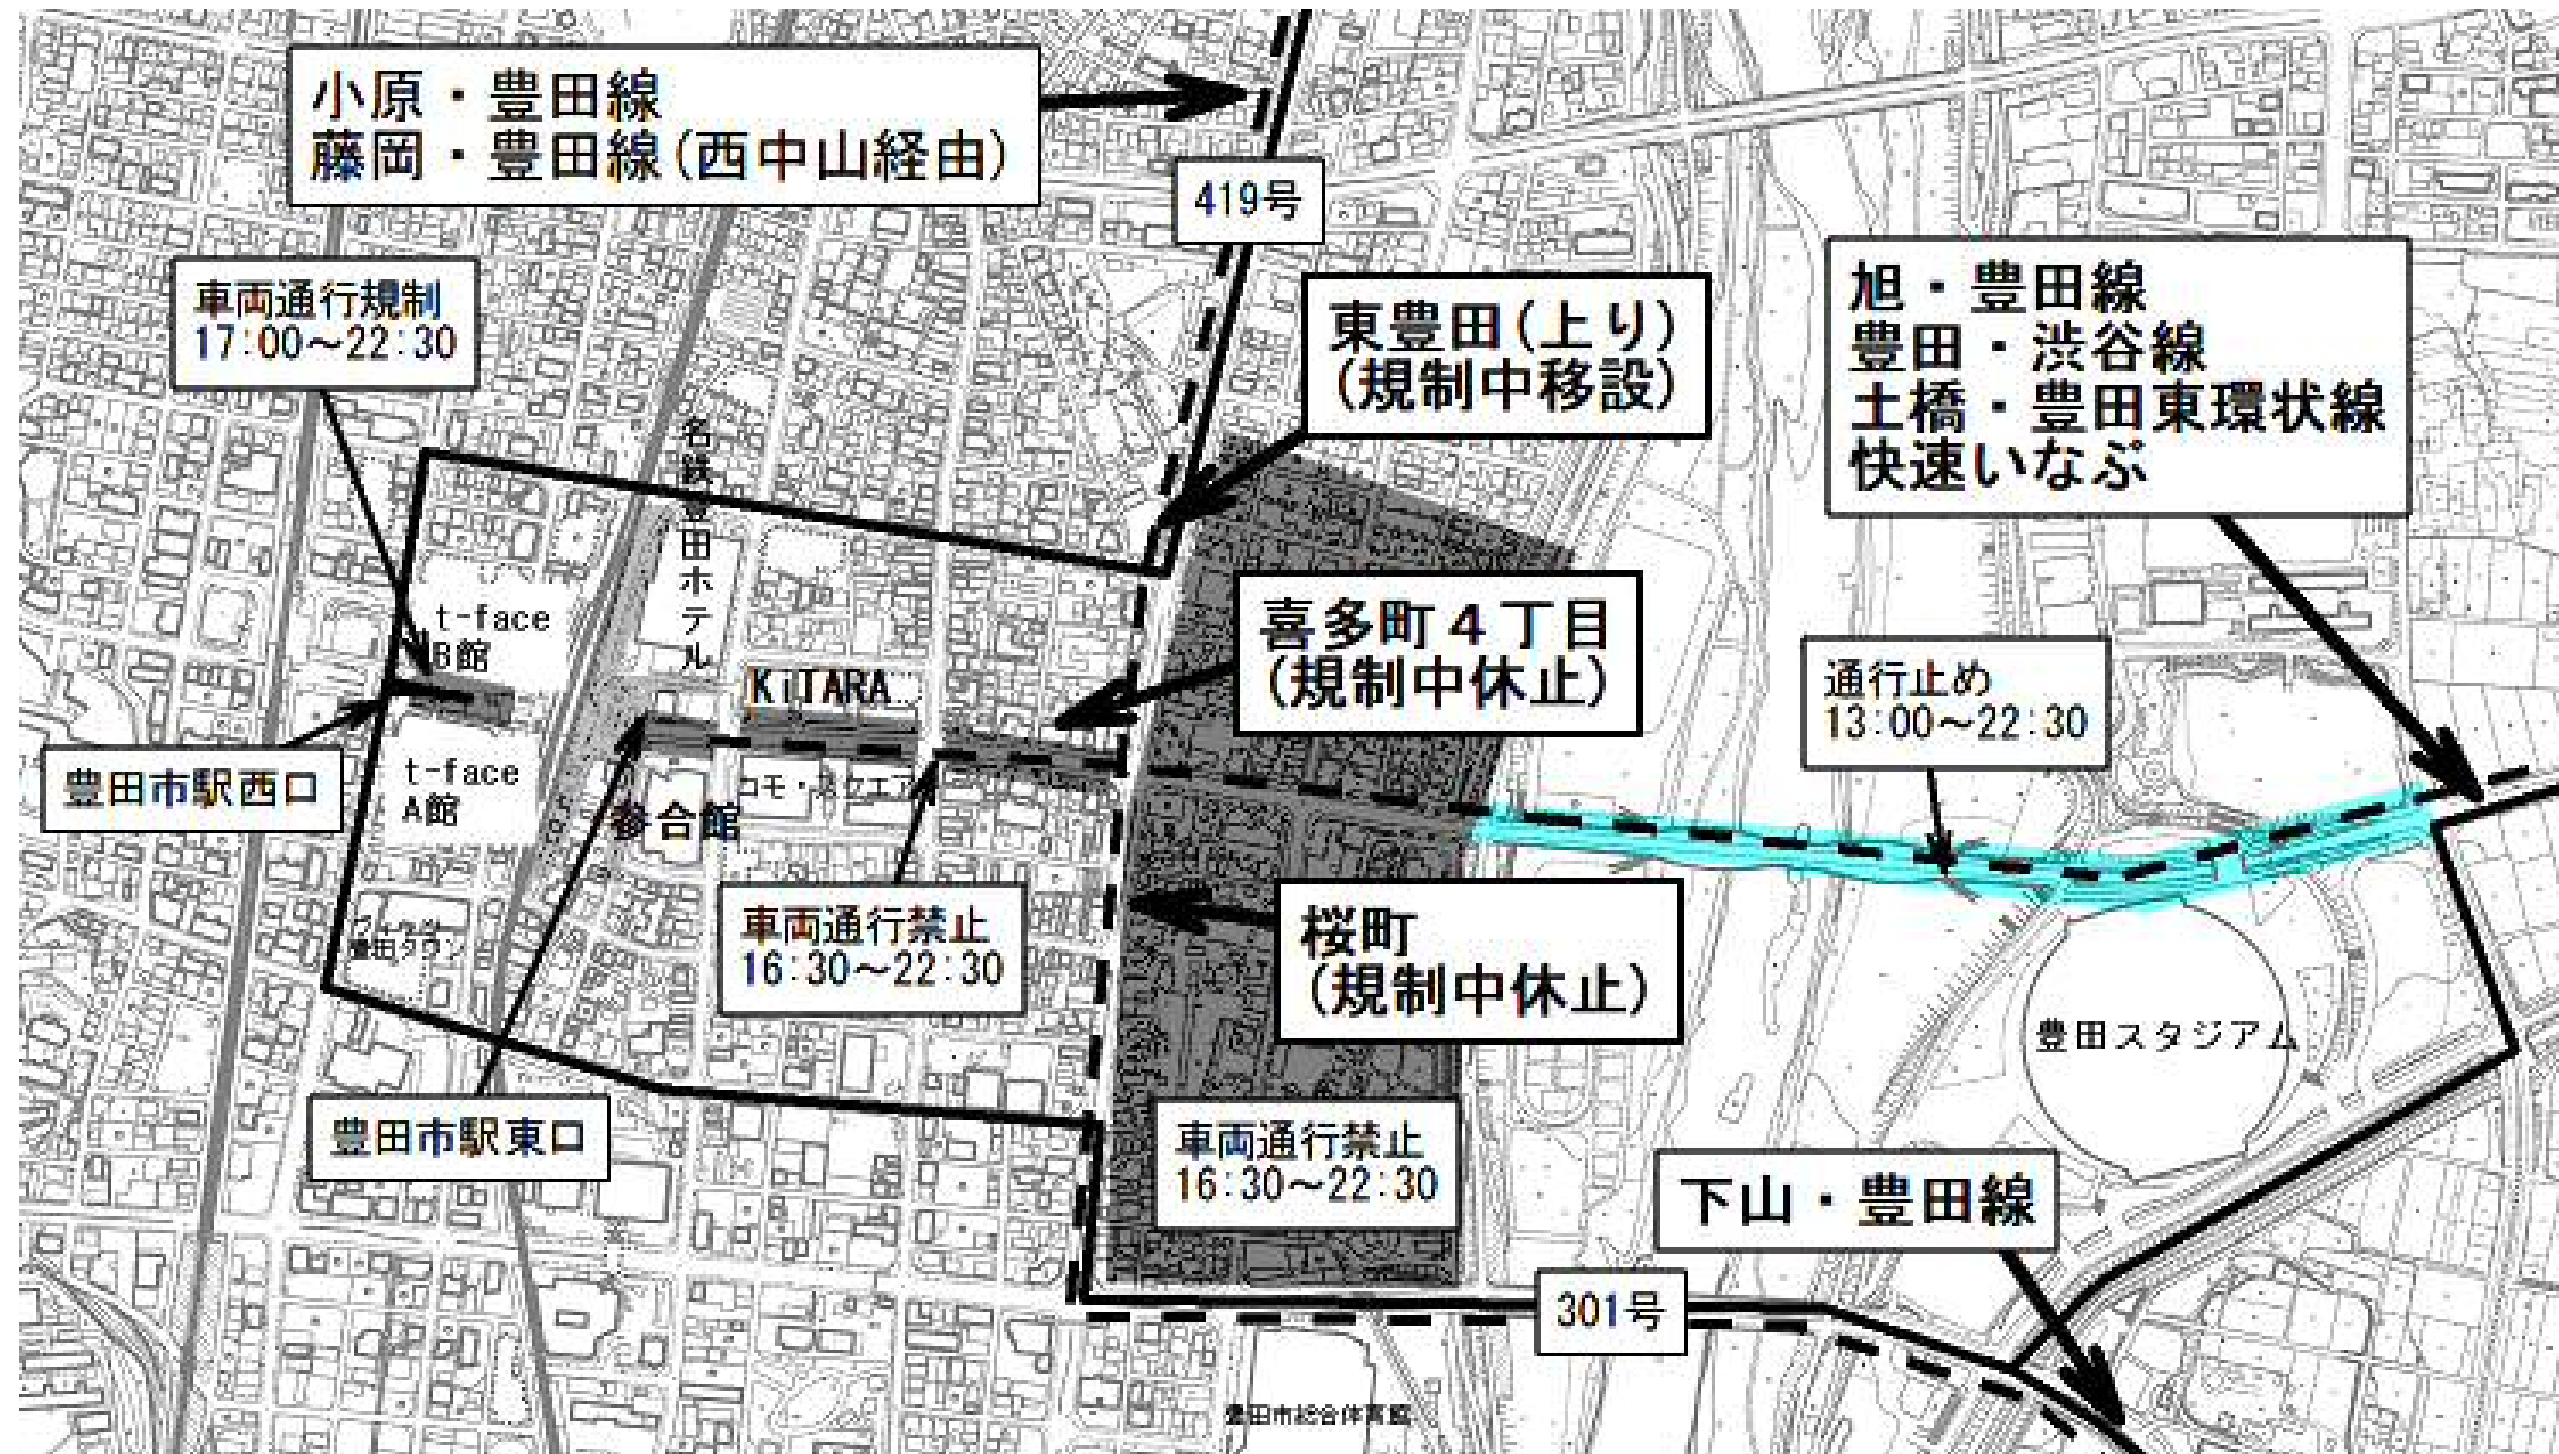 小原・豊田線
藤岡・豊田線(西中山経由)
419号
車両通行規制
17:00～22:30
東豊田(上り)
(規制中移設)
旭・豊田線
豊田・渋谷線
土橋・豊田東環状線
快速いなぶ
名鉄豊田ホテル
t-face
B館
喜多町4丁目
(規制中休止)
KiTARA
通行止め
13:00～22:30
豊田市駅西口
t-face
A館
コモ・スクエア
参合館
車両通行禁止
16:30～22:30
桜町
(規制中休止)
豊田スタジアム
豊田市駅東口
車両通行禁止
16:30～22:30
下山・豊田線
301号
豊田市総合体育館